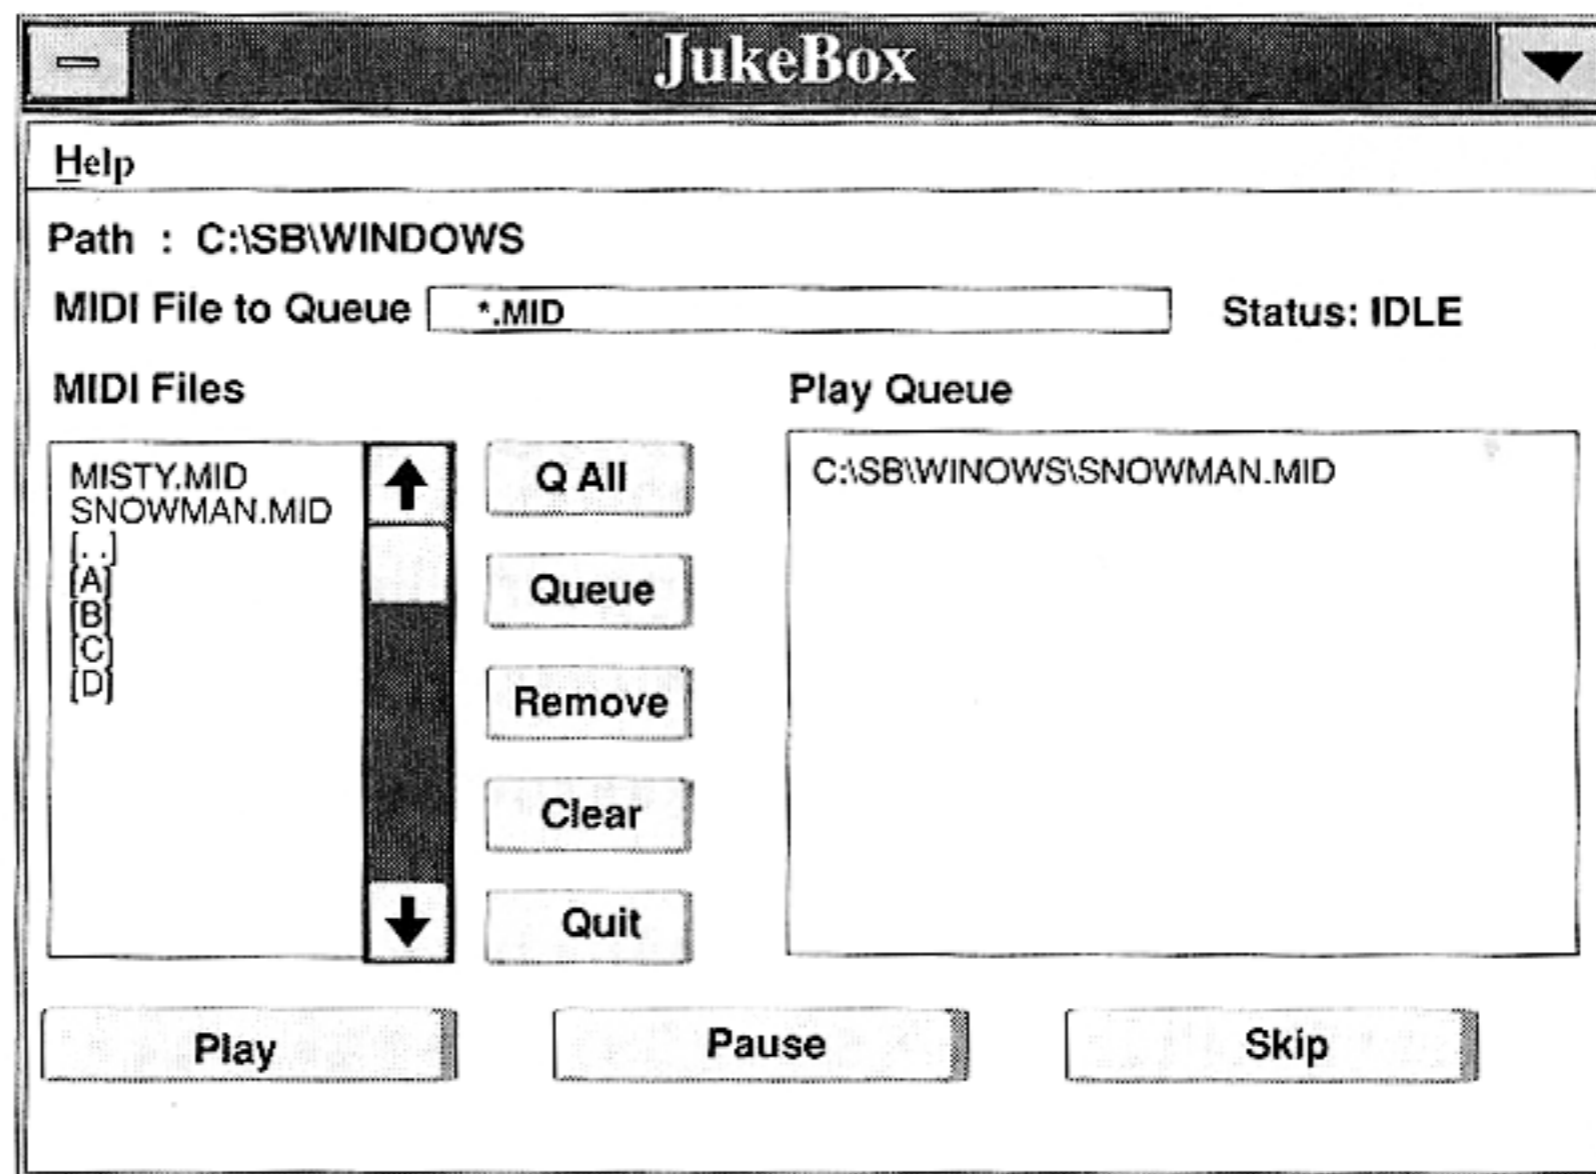 JukeBox
Help
Path : C:\SB\WINDOWS
MIDI File to Queue *.MID Status: IDLE
MIDI Files
Play Queue
MISTY.MID
SNOWMAN.MID
[. .]
[A]
[B]
[C]
[D]
Q All
Queue
Remove
Clear
Quit
C:\SB\WINOWS\SNOWMAN.MID
Play Pause Skip